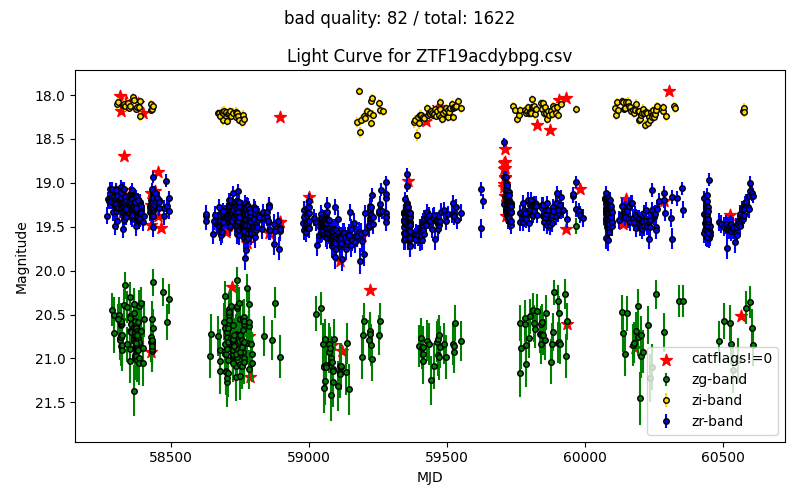 bad quality: 82 / total: 1622
Light Curve for ZTF19acdybpg.csv
18.0
18.5
19.0
19.5
20.0
20.5
21.0
21.5
Magnitude
58500
59000
59500
60000
60500
MJD
catflags!=0
zg-band
zi-band
zr-band